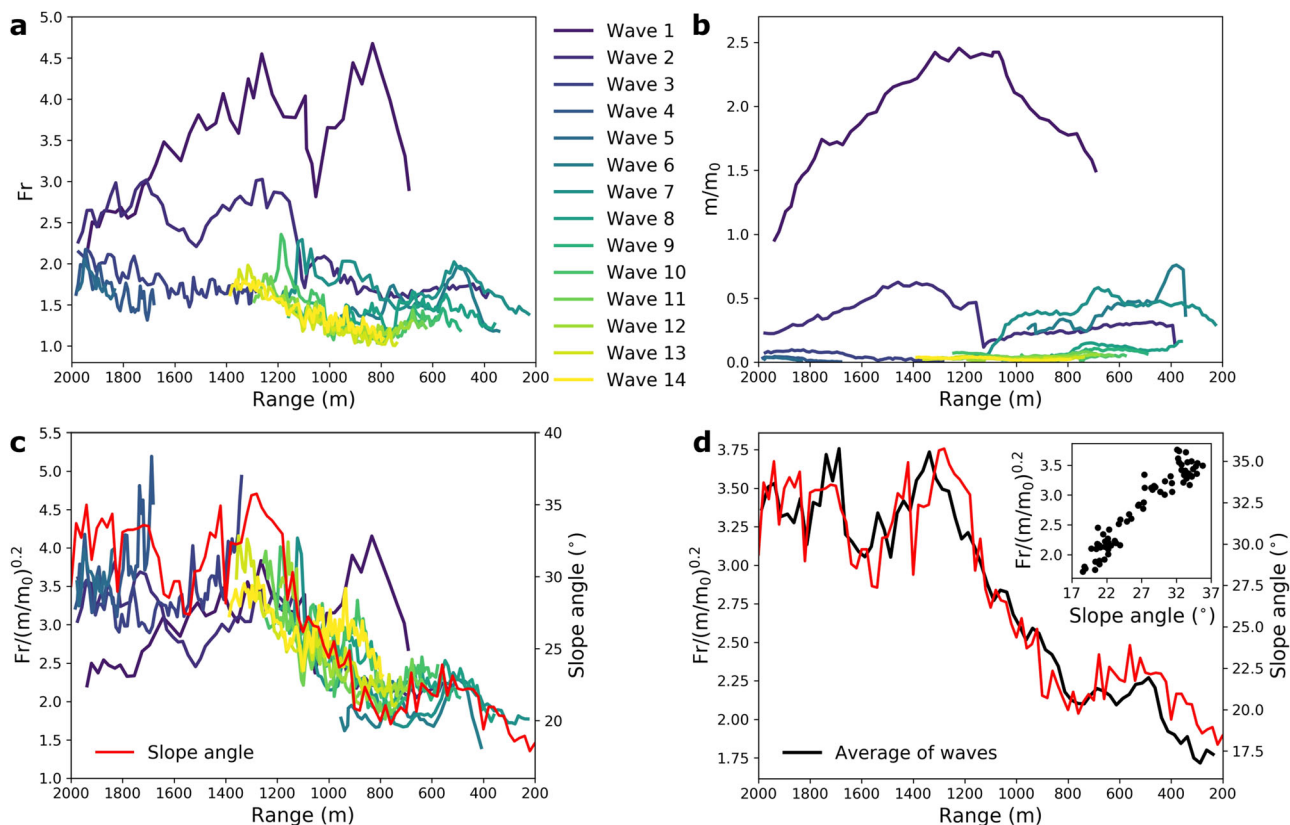 a
Fr
5.0
4.5
4.0
3.5
3.0
2.5
2.0
1.5
1.0
2000 1800 1600 1400 1200 1000 800 600 400 200
Range (m)
Wave 1
Wave 2
Wave 3
Wave 4
Wave 5
Wave 6
Wave 7
Wave 8
Wave 9
Wave 10
Wave 11
Wave 12
Wave 13
Wave 14
b
m/m₀
2.5
2.0
1.5
1.0
0.5
0.0
2000 1800 1600 1400 1200 1000 800 600 400 200
Range (m)
c
Fr/(m/m₀)^0.2
5.5
5.0
4.5
4.0
3.5
3.0
2.5
2.0
1.5
1.0
40
35
30
25
20
Slope angle (°)
Slope angle
2000 1800 1600 1400 1200 1000 800 600 400 200
Range (m)
d
Fr/(m/m₀)^0.2
3.75
3.50
3.25
3.00
2.75
2.50
2.25
2.00
1.75
35.0
32.5
30.0
27.5
25.0
22.5
20.0
17.5
Slope angle (°)
Fr/(m/m₀)^0.2
3.5
3.0
2.5
2.0
17 22 27 32 37
Slope angle (°)
Average of waves
2000 1800 1600 1400 1200 1000 800 600 400 200
Range (m)